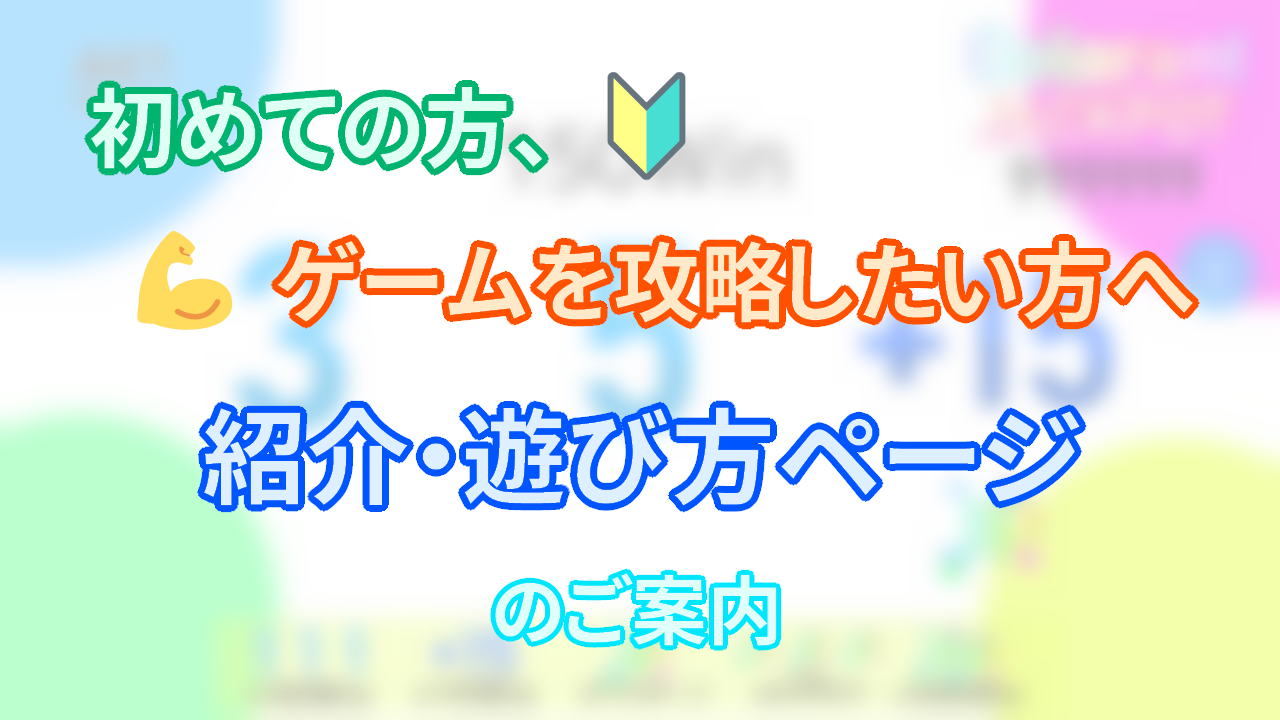 初めての方、
ゲームを攻略したい方へ
紹介・遊び方ページ
のご案内